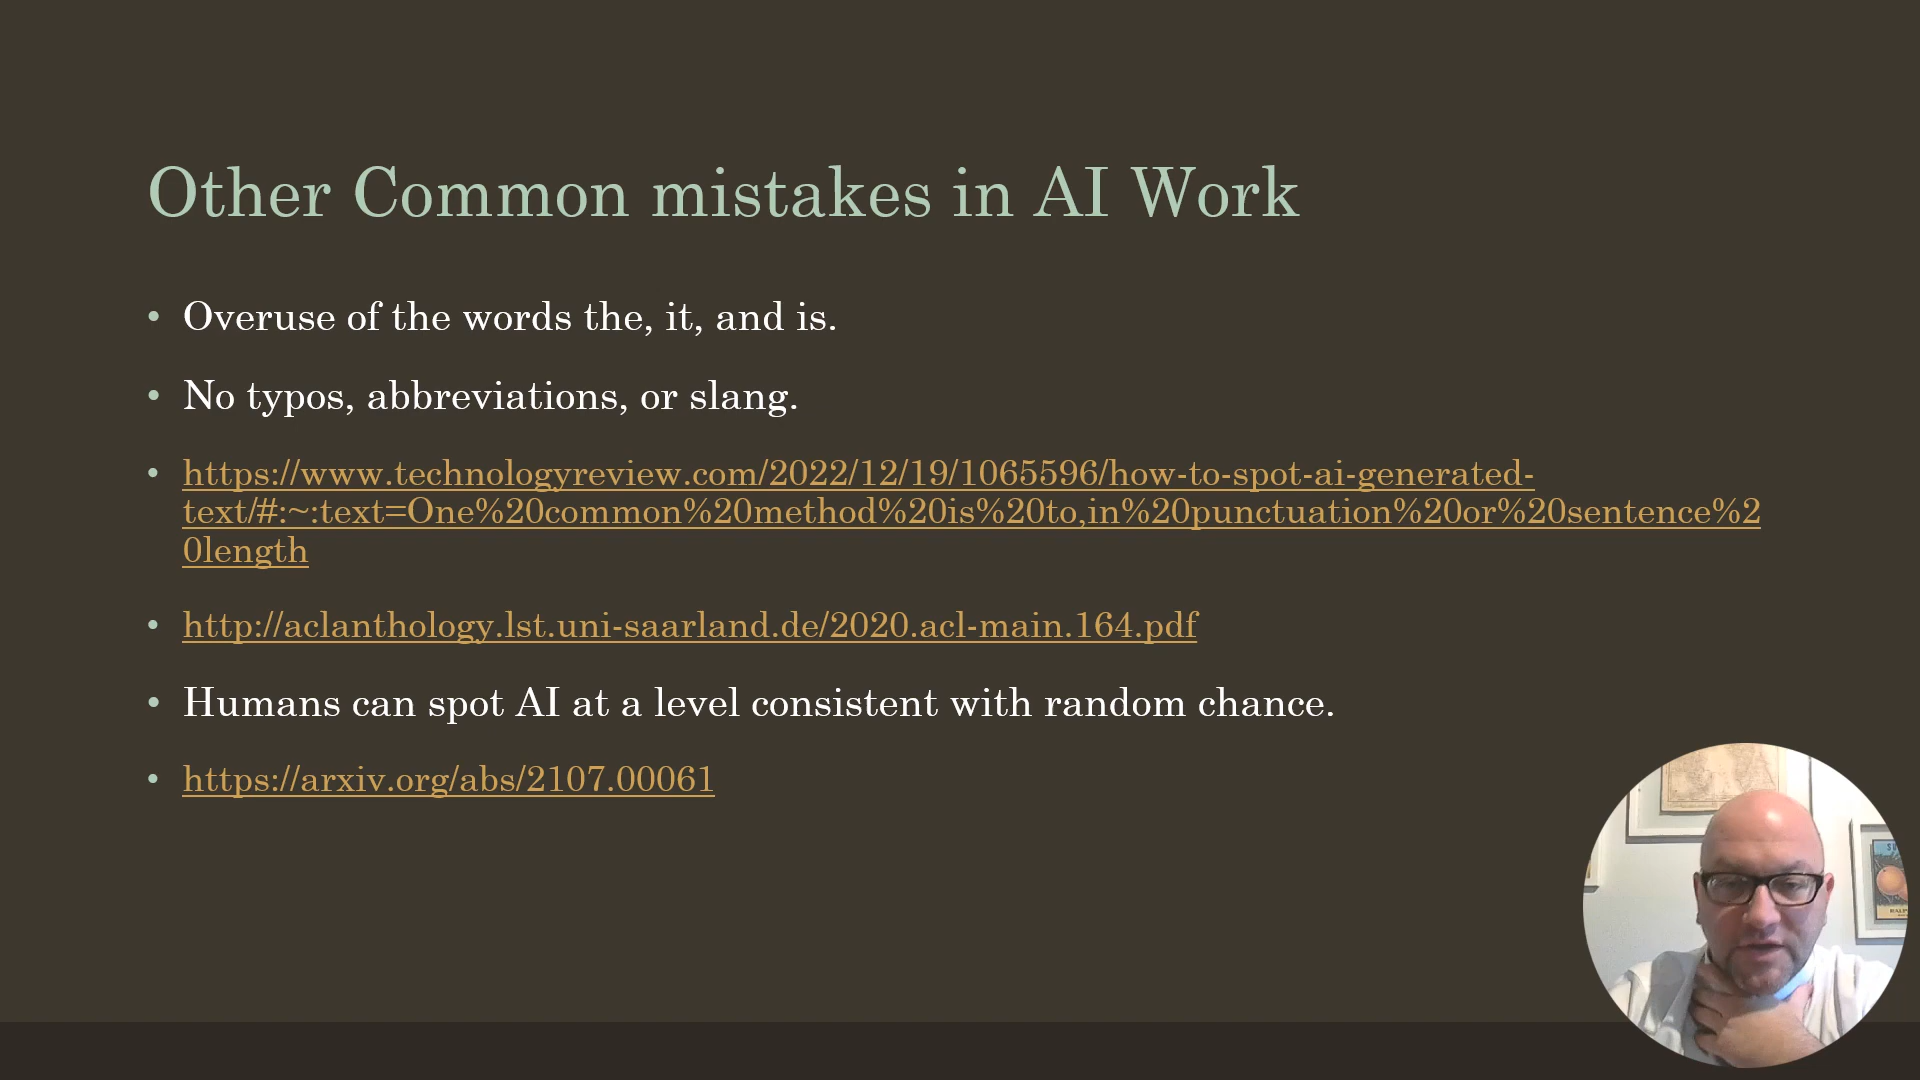 Other Common mistakes in AI Work
• Overuse of the words the, it, and is.
• No typos, abbreviations, or slang.
• https://www.technologyreview.com/2022/12/19/1065596/how-to-spot-ai-generated-
text/#:~:text=One%20common%20method%20is%20to,in%20punctuation%20or%20sentence%2
0length
• http://aclanthology.lst.uni-saarland.de/2020.acl-main.164.pdf
• Humans can spot AI at a level consistent with random chance.
• https://arxiv.org/abs/2107.00061